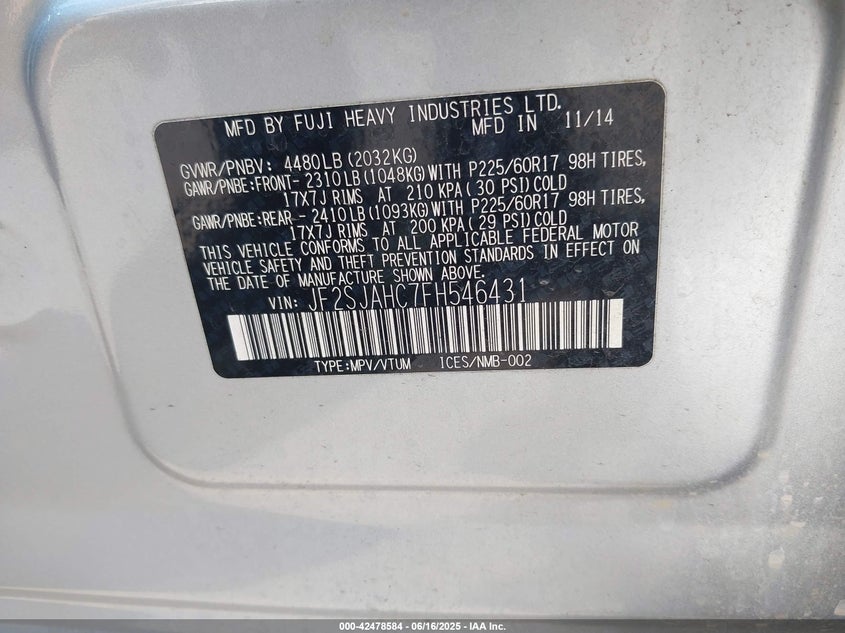 MFD BY FUJI HEAVY INDUSTRIES LTD.
MFD IN 11/14
GVWR/PNBV: 4480LB(2032KG)
GAWR/PNBE:FRONT- 2310LB(1048KG)WITH P225/60R17 98H TIRES,
17X7J RIMS AT 210 KPA(30 PSI)COLD
GAWR/PNBE:REAR - 2410LB(1093KG)WITH P225/60R17 98H TIRES,
17X7J RIMS AT 200 KPA(29 PSI)COLD
THIS VEHICLE CONFORMS TO ALL APPLICABLE FEDERAL MOTOR
VEHICLE SAFETY AND THEFT PREVENTION STANDARDS IN EFFECT ON
THE DATE OF MANUFACTURE SHOWN ABOVE.
VIN: JF2SJAHC7FH546431
TYPE:MPV/VTUM ICES/NMB-002
000-42478584 - 06/16/2025 - IAA Inc.